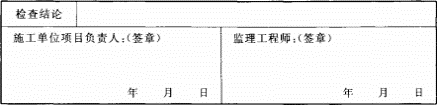 检查结论
施工单位项目负责人:(签章)
年 月 日
监理工程师:(签章)
年 月 日